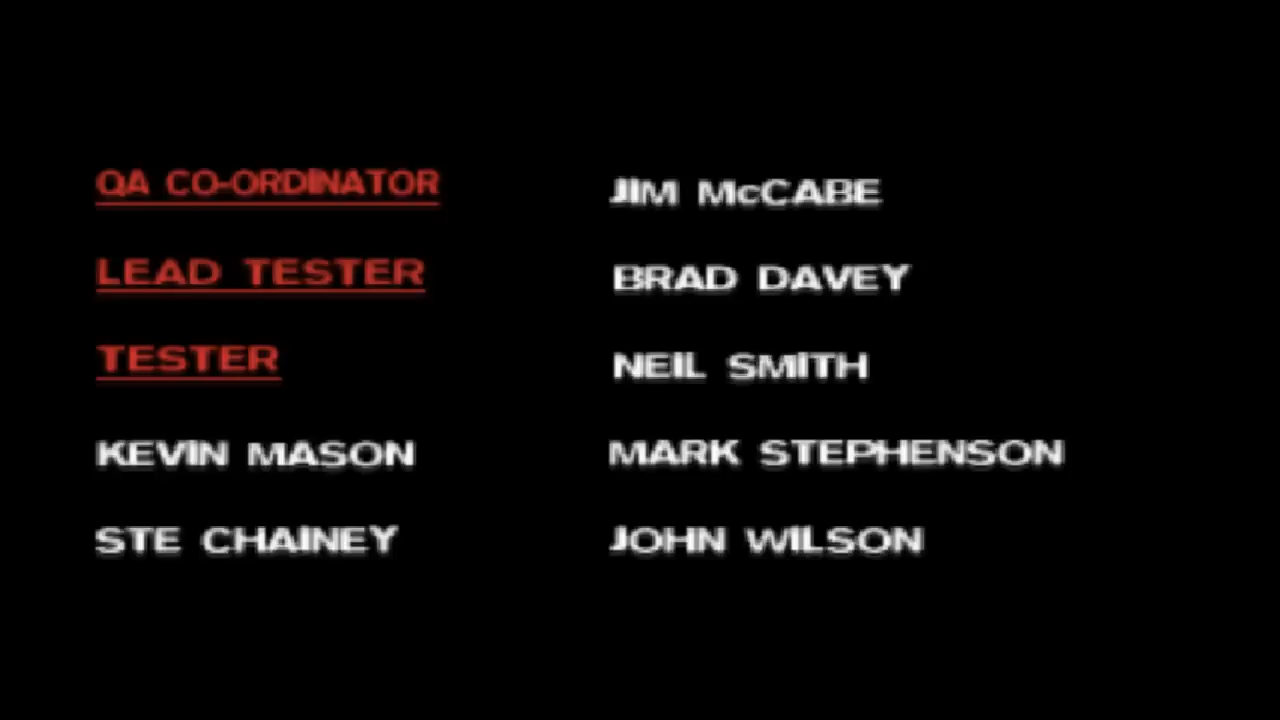 QA CO-ORDINATOR JIM McCABE
LEAD TESTER BRAD DAVEY
TESTER NEIL SMITH
KEVIN MASON MARK STEPHENSON
STE CHAINEY JOHN WILSON